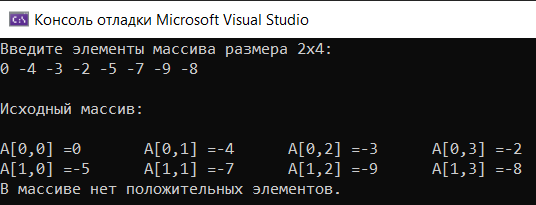 Консоль отладки Microsoft Visual Studio
Введите элементы массива размера 2x4:
0 -4 -3 -2 -5 -7 -9 -8
Исходный массив:
A[0,0] =0 A[0,1] =-4 A[0,2] =-3 A[0,3] =-2
A[1,0] =-5 A[1,1] =-7 A[1,2] =-9 A[1,3] =-8
В массиве нет положительных элементов.